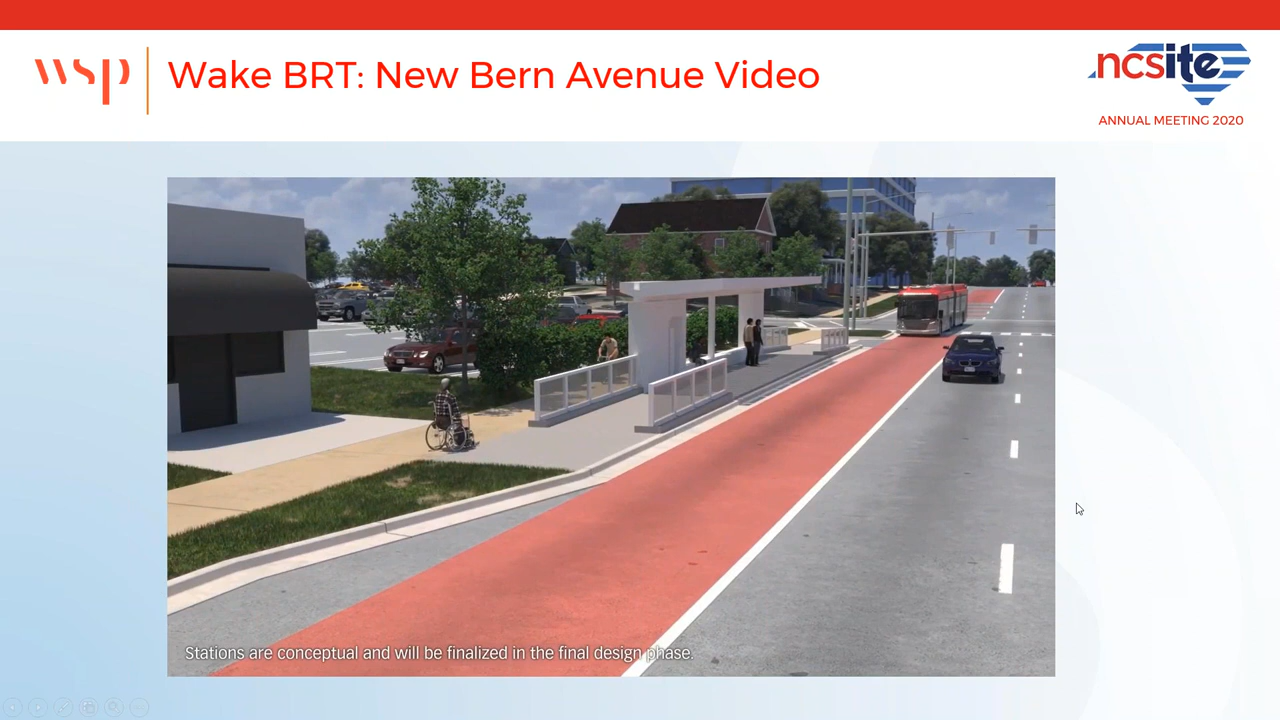 wsp
Wake BRT: New Bern Avenue Video
ncsite
ANNUAL MEETING 2020
Stations are conceptual and will be finalized in the final design phase.